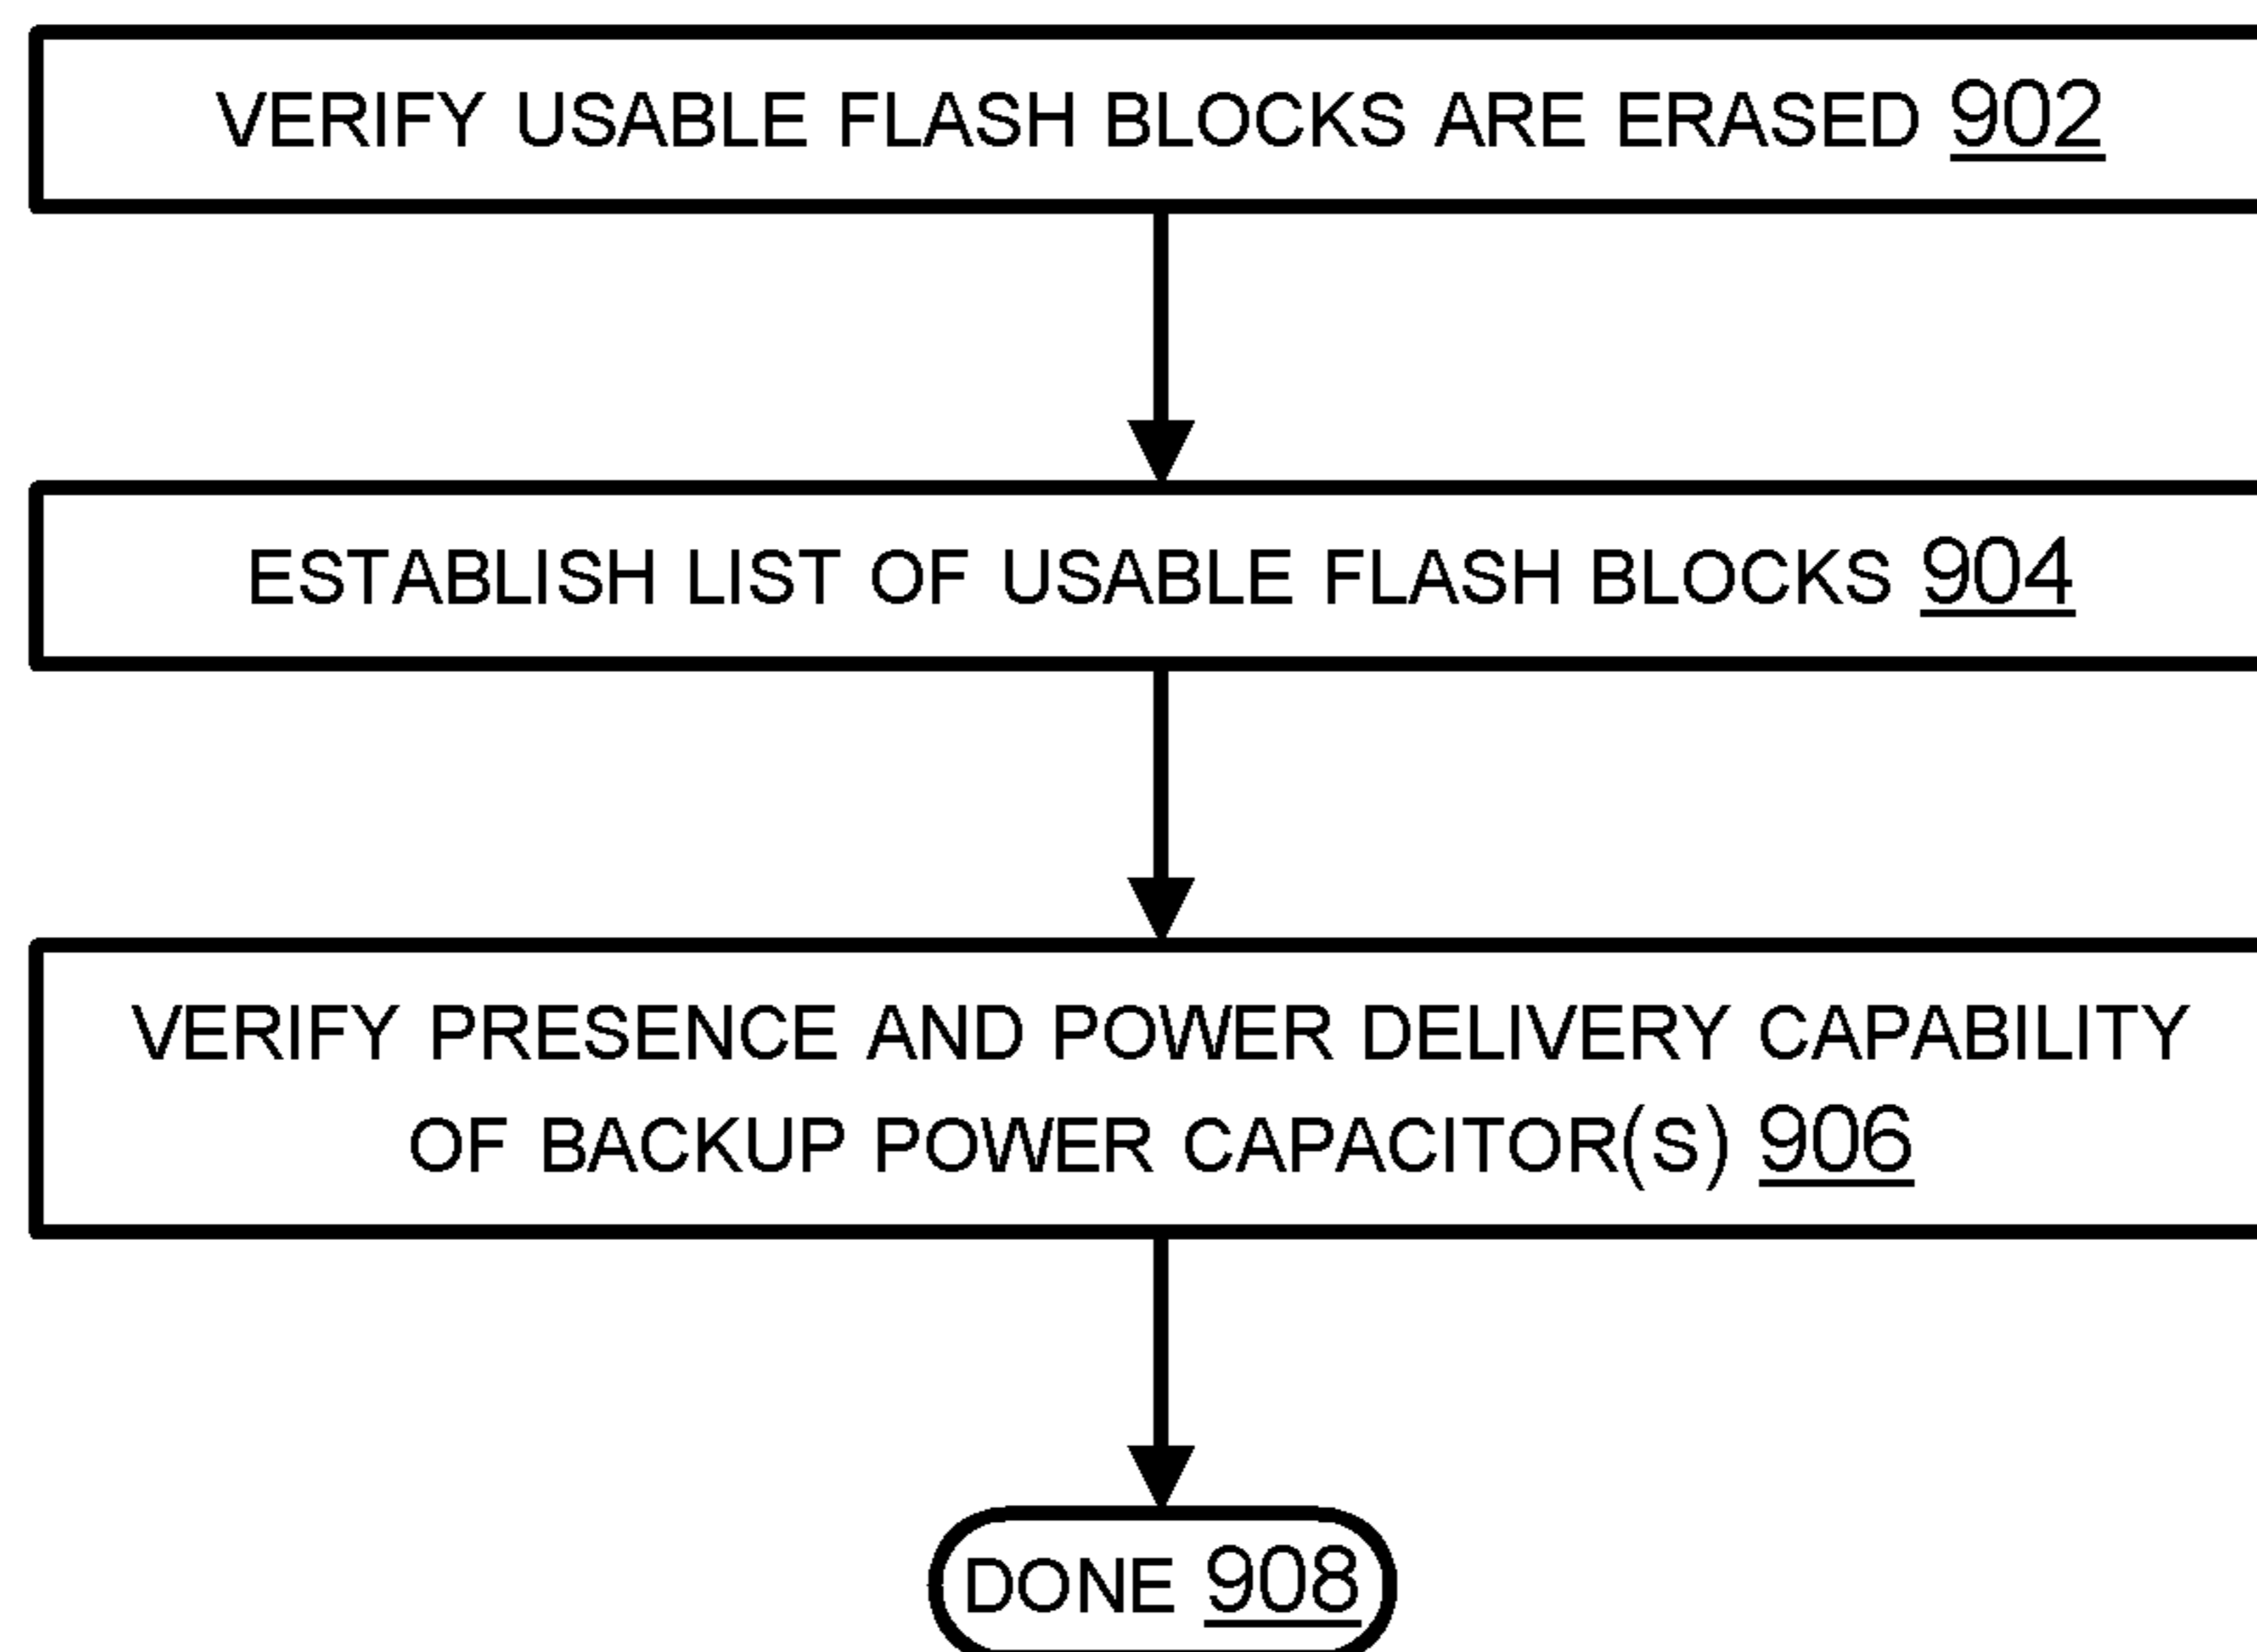 VERIFY USABLE FLASH BLOCKS ARE ERASED 902
ESTABLISH LIST OF USABLE FLASH BLOCKS 904
VERIFY PRESENCE AND POWER DELIVERY CAPABILITY
OF BACKUP POWER CAPACITOR(S) 906
DONE 908